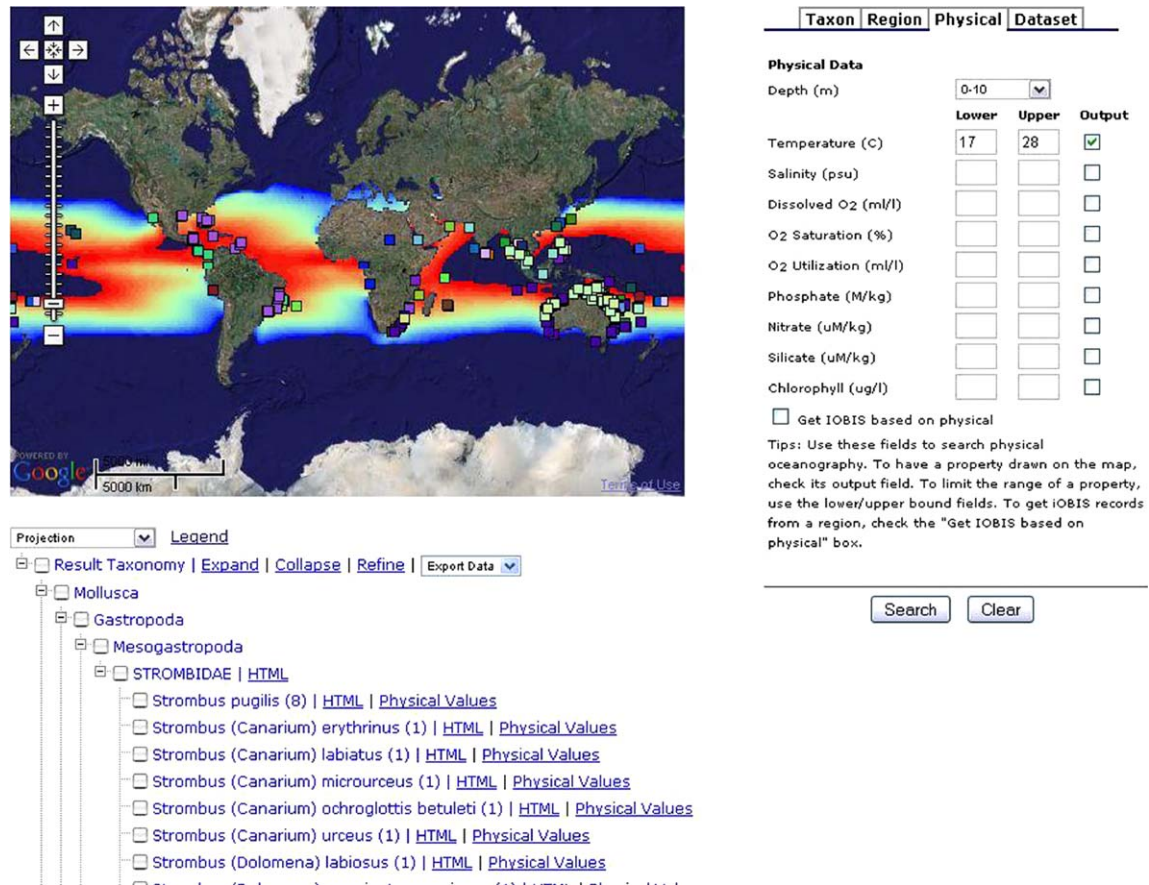 Taxon Region Physical Dataset
Physical Data
Depth (m) 0-10
Lower Upper Output
Temperature (C) 17 28
Salinity (psu)
Dissolved O2 (ml/l)
O2 Saturation (%)
O2 Utilization (ml/l)
Phosphate (M/kg)
Nitrate (uM/kg)
Silicate (uM/kg)
Chlorophyll (ug/l)
Get IOBIS based on physical
Tips: Use these fields to search physical
oceanography. To have a property drawn on the map,
check its output field. To limit the range of a property,
use the lower/upper bound fields. To get iOBIS records
from a region, check the "Get IOBIS based on
physical" box.
Search Clear
POWERED BY
Google
5000 mi
5000 km
Terms of Use
Projection Legend
Result Taxonomy | Expand | Collapse | Refine | Export Data
Mollusca
Gastropoda
Mesogastropoda
STROMBIDAE | HTML
Strombus pugilis (8) | HTML | Physical Values
Strombus (Canarium) erythrinus (1) | HTML | Physical Values
Strombus (Canarium) labiatus (1) | HTML | Physical Values
Strombus (Canarium) microurceus (1) | HTML | Physical Values
Strombus (Canarium) ochroglottis betuleti (1) | HTML | Physical Values
Strombus (Canarium) urceus (1) | HTML | Physical Values
Strombus (Dolomena) labiosus (1) | HTML | Physical Values